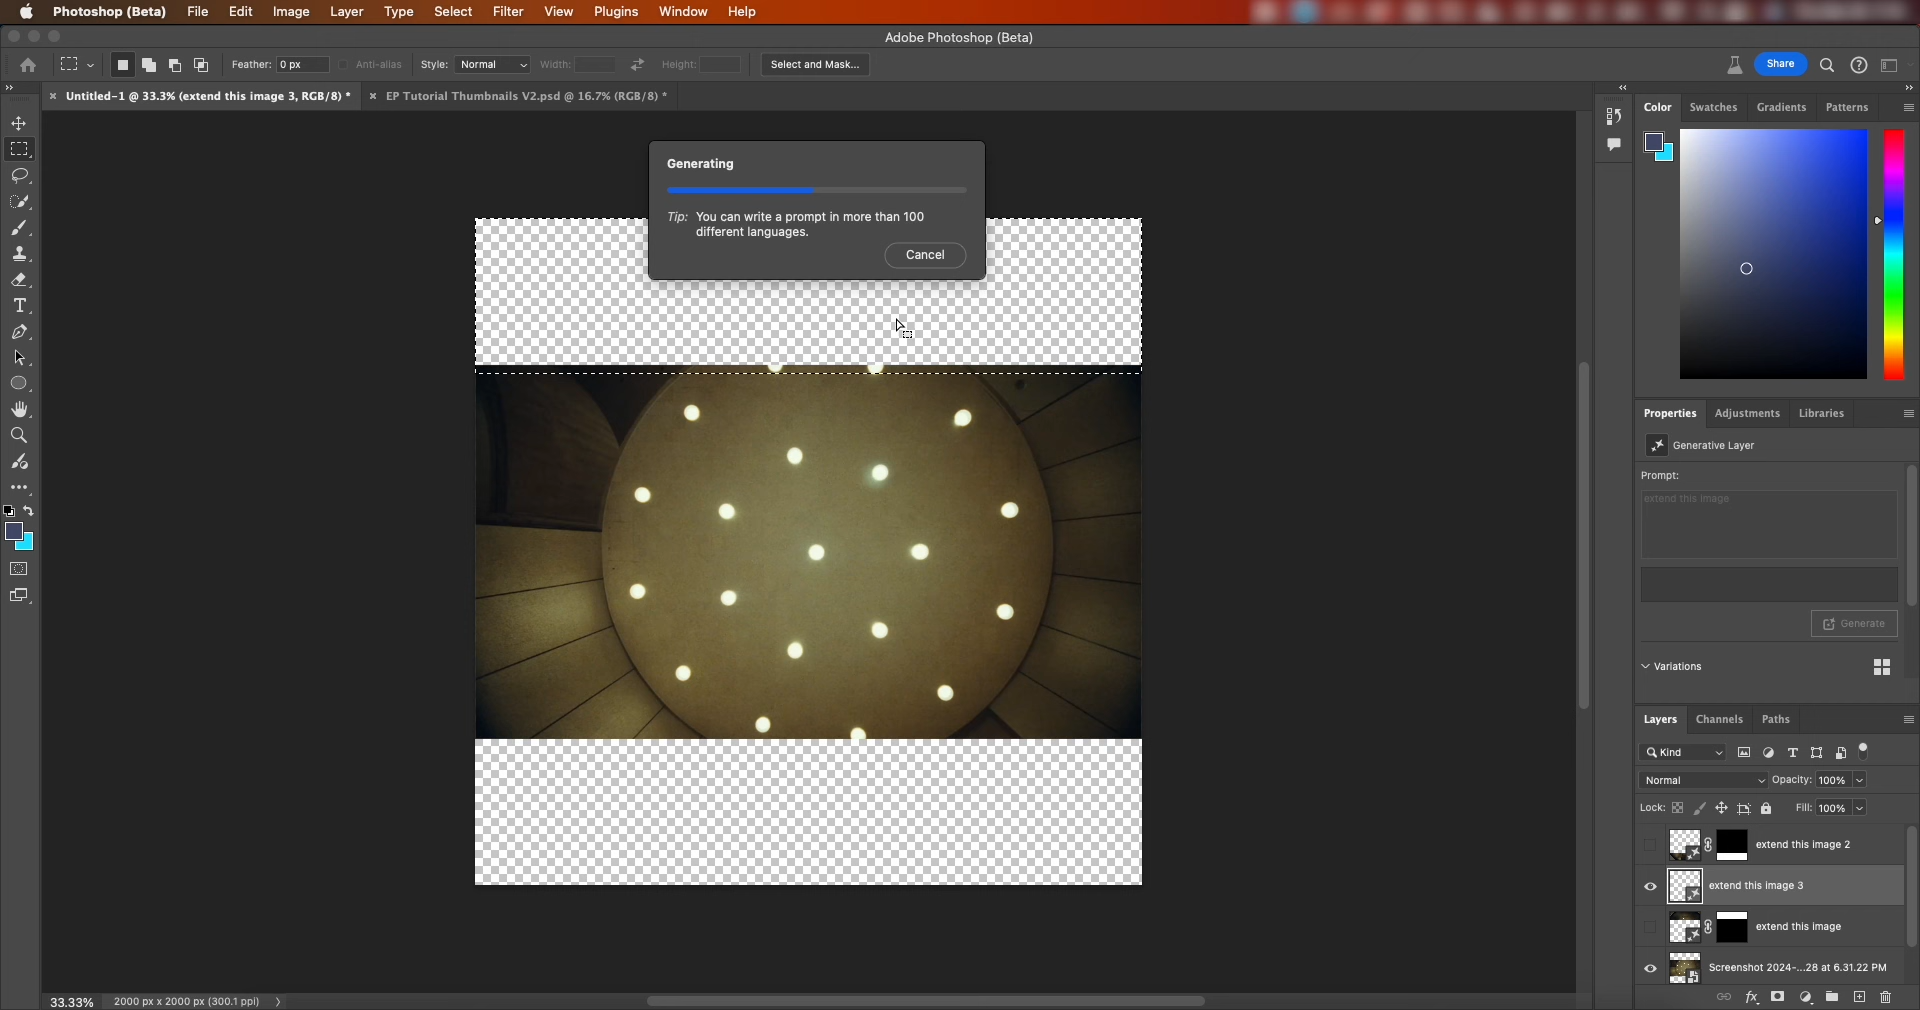 Photoshop (Beta) File Edit Image Layer Type Select Filter View Plugins Window Help
Adobe Photoshop (Beta)
Feather: 0 px Anti-alias Style: Normal Width: Height: Select and Mask... Share
Untitled-1 @ 33.3% (extend this image 3, RGB/8) * EP Tutorial Thumbnails V2.psd @ 16.7% (RGB/8) *
Color Swatches Gradients Patterns
Generating
Tip: You can write a prompt in more than 100
different languages.
Cancel
Properties Adjustments Libraries
Generative Layer
Prompt:
extend this image
Generate
Variations
Layers Channels Paths
Kind
Normal Opacity: 100%
Lock: Fill: 100%
extend this image 2
extend this image 3
extend this image
Screenshot 2024-...28 at 6.31.22 PM
33.33% 2000 px x 2000 px (300.1 ppi)